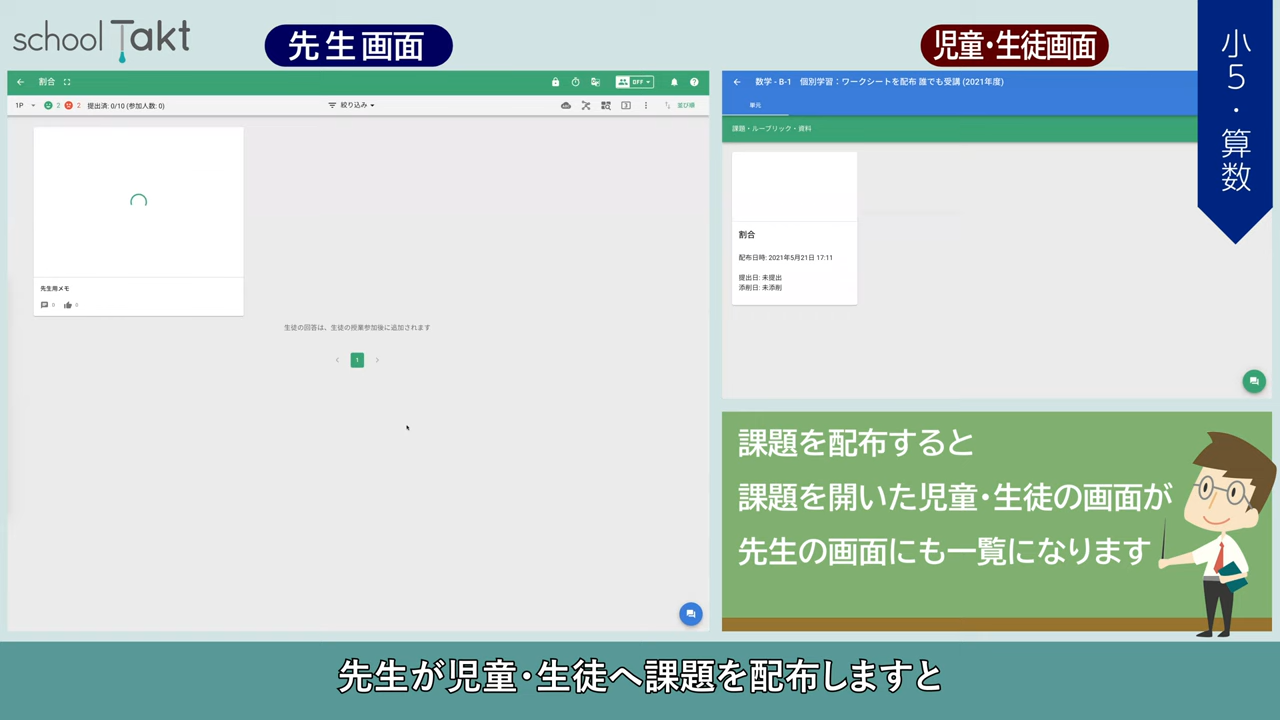 school Takt
先生画面
児童・生徒画面
小5・算数
割合
OFF
1P
2
2
提出済: 0/10 (参加人数: 0)
絞り込み
並び順
先生用メモ
0
0
生徒の回答は、生徒の授業参加後に追加されます
1
数学 - B-1 個別学習：ワークシートを配布 誰でも受講 (2021年度)
単元
課題・ルーブリック・資料
割合
配布日時: 2021年5月21日 17:11
提出日: 未提出
添削日: 未添削
課題を配布すると
課題を開いた児童・生徒の画面が
先生の画面にも一覧になります
先生が児童・生徒へ課題を配布しますと